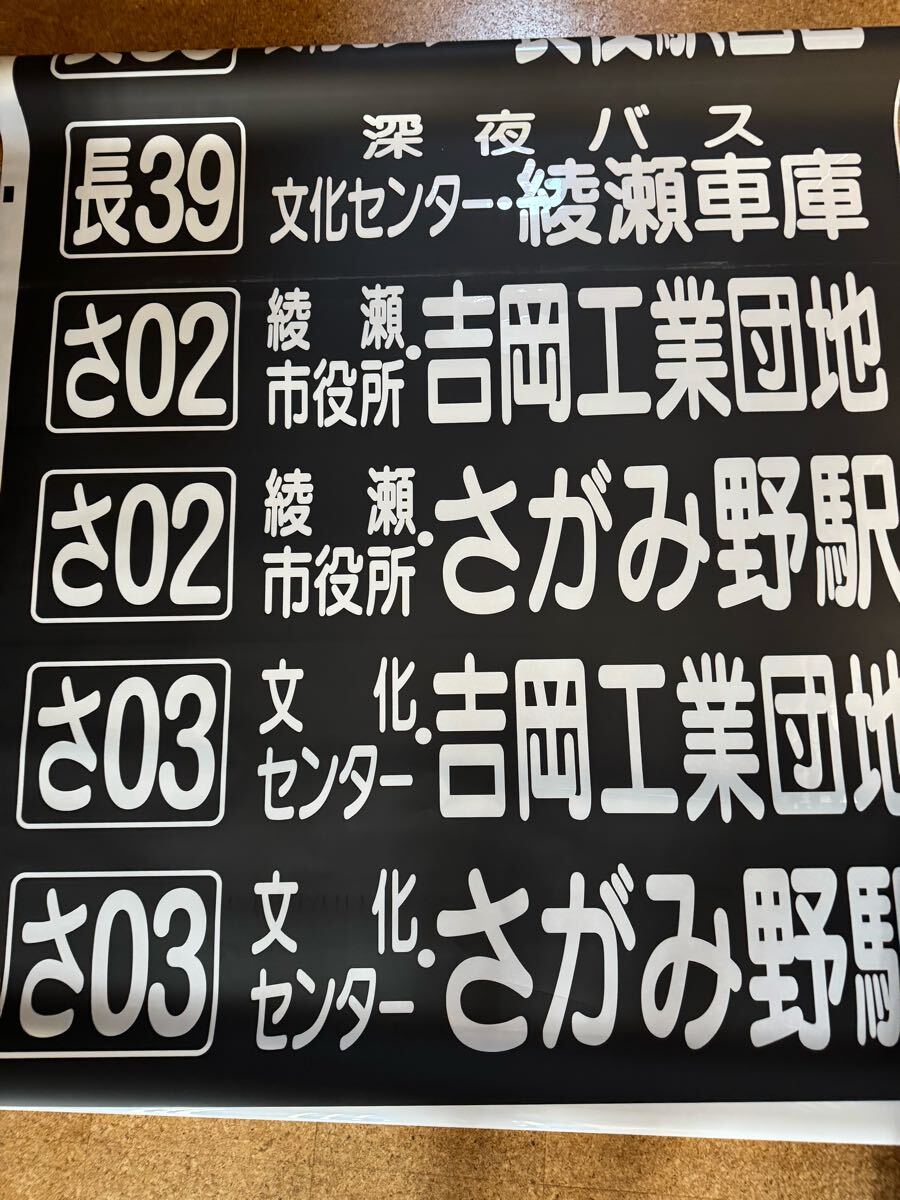 長39 深夜バス
文化センター・綾瀬車庫
さ02 綾瀬市役所・吉岡工業団地
さ02 綾瀬市役所・さがみ野駅
さ03 文化センター・吉岡工業団地
さ03 文化センター・さがみ野駅